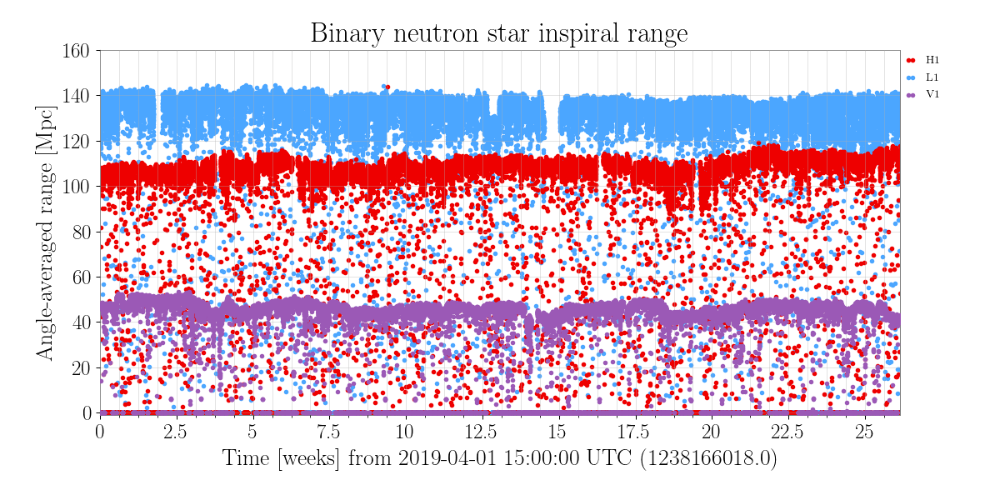 Binary neutron star inspiral range
160
140
120
100
80
60
40
20
0
Angle-averaged range [Mpc]
0 2.5 5 7.5 10 12.5 15 17.5 20 22.5 25
Time [weeks] from 2019-04-01 15:00:00 UTC (1238166018.0)
H1
L1
V1